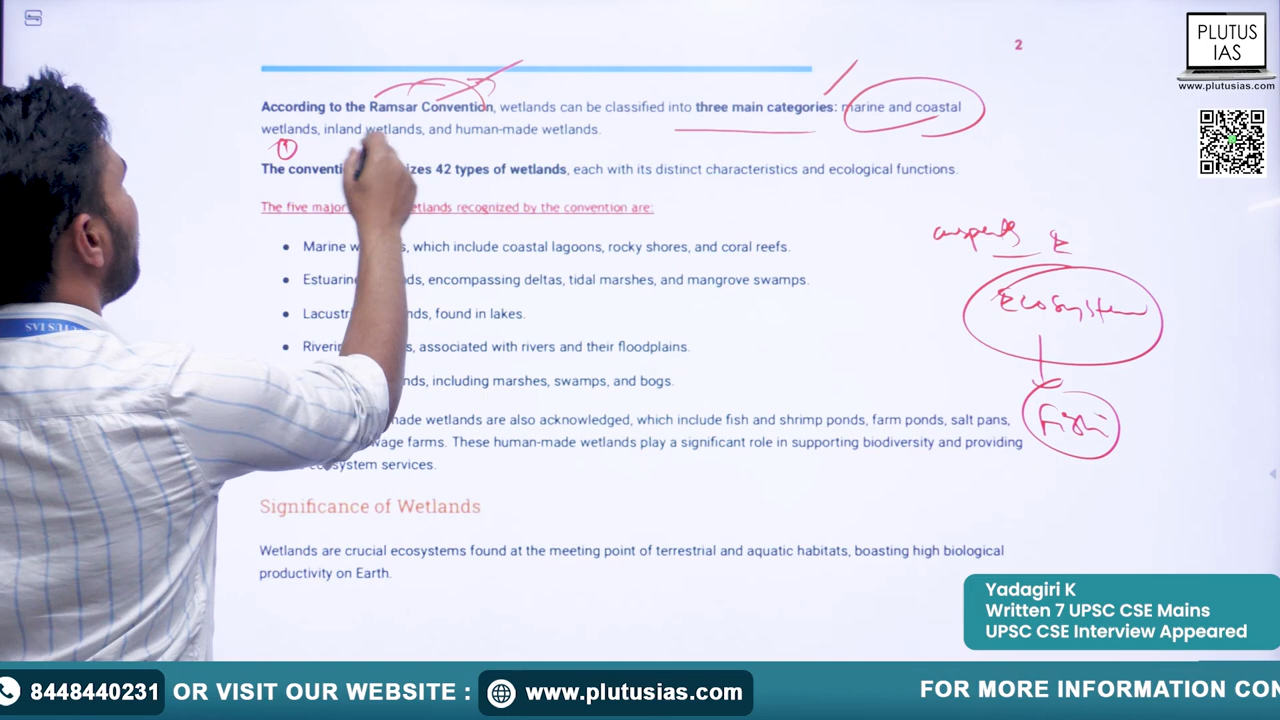 2
PLUTUS
IAS
www.plutusias.com
According to the Ramsar Convention, wetlands can be classified into three main categories: marine and coastal
wetlands, inland wetlands, and human-made wetlands.
1
The izes 42 types of wetlands, each with its distinct characteristics and ecological functions.
The five major etlands recognized by the convention are:
Marine s, which include coastal lagoons, rocky shores, and coral reefs.
nds, encompassing deltas, tidal marshes, and mangrove swamps.
nds, found in lakes.
, associated with rivers and their floodplains.
nds, including marshes, swamps, and bogs.
made wetlands are also acknowledged, which include fish and shrimp ponds, farm ponds, salt pans,
wage farms. These human-made wetlands play a significant role in supporting biodiversity and providing
ecosystem services.
Ecosystem
Significance of Wetlands
Wetlands are crucial ecosystems found at the meeting point of terrestrial and aquatic habitats, boasting high biological
productivity on Earth.
Yadagiri K
Written 7 UPSC CSE Mains
UPSC CSE Interview Appeared
8448440231 OR VISIT OUR WEBSITE : www.plutusias.com FOR MORE INFORMATION CON